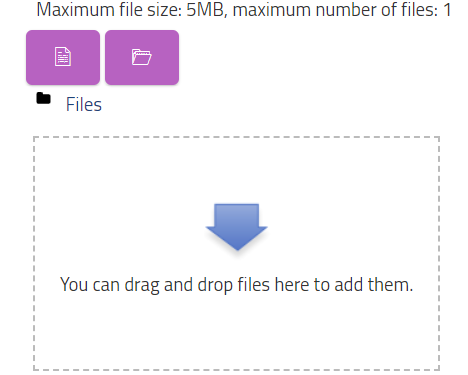 Maximum file size: 5MB, maximum number of files: 1
Files
You can drag and drop files here to add them.